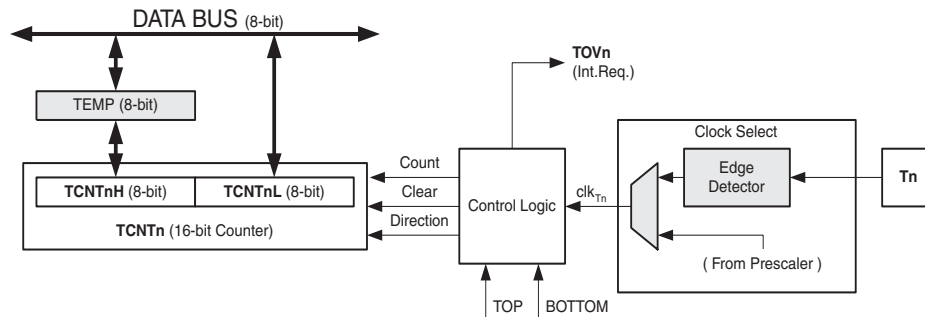 DATA BUS (8-bit)
TOVn
(Int.Req.)
TEMP (8-bit)
Clock Select
Count
Edge
Detector
Tn
TCNTnH (8-bit) TCNTnL (8-bit)
Clear
Control Logic
clkTn
TCNTn (16-bit Counter)
Direction
( From Prescaler )
TOP
BOTTOM